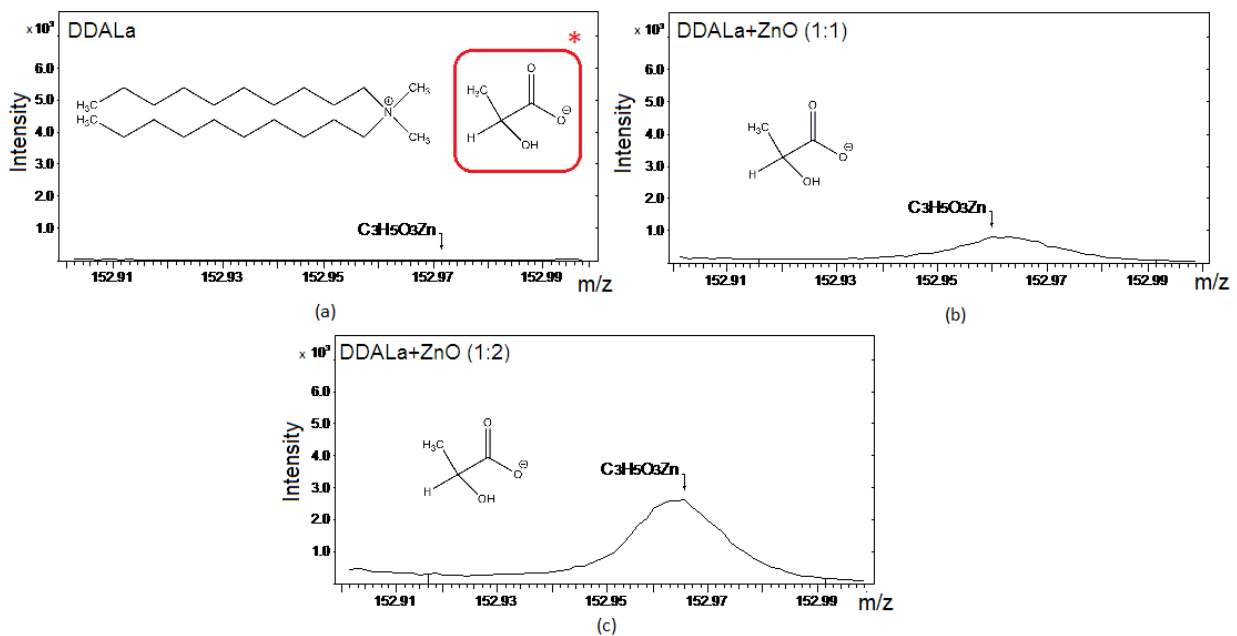 x 10³ DDALa
6.0
5.0
4.0
3.0
2.0
1.0
Intensity
H₃C
H₃C
N⊕
CH₃
CH₃
*
H₃C
O
O⊖
H
OH
C3H5O3Zn
152.91 152.93 152.95 152.97 152.99 m/z
(a)
x 10³ DDALa+ZnO (1:1)
6.0
5.0
4.0
3.0
2.0
1.0
Intensity
H₃C
O
O⊖
H
OH
C3H5O3Zn
152.91 152.93 152.95 152.97 152.99 m/z
(b)
x 10³ DDALa+ZnO (1:2)
6.0
5.0
4.0
3.0
2.0
1.0
Intensity
H₃C
O
O⊖
H
OH
C3H5O3Zn
152.91 152.93 152.95 152.97 152.99 m/z
(c)